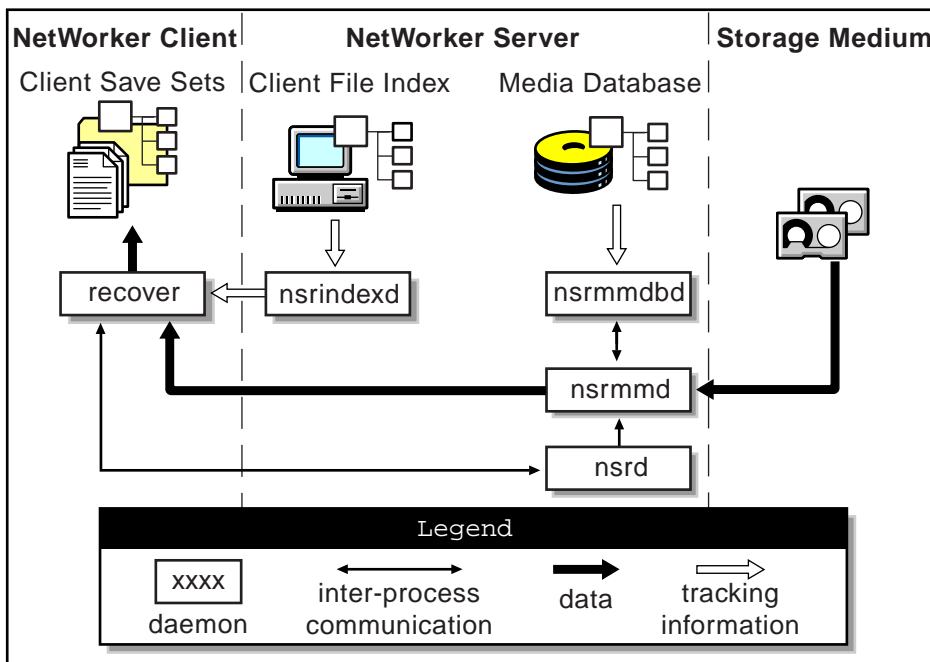 NetWorker Client
NetWorker Server
Storage Medium
Client Save Sets
Client File Index
Media Database
recover
nsrindexd
nsrmmdbd
nsrmmd
nsrd
Legend
xxxx
daemon
inter-process
communication
data
tracking
information